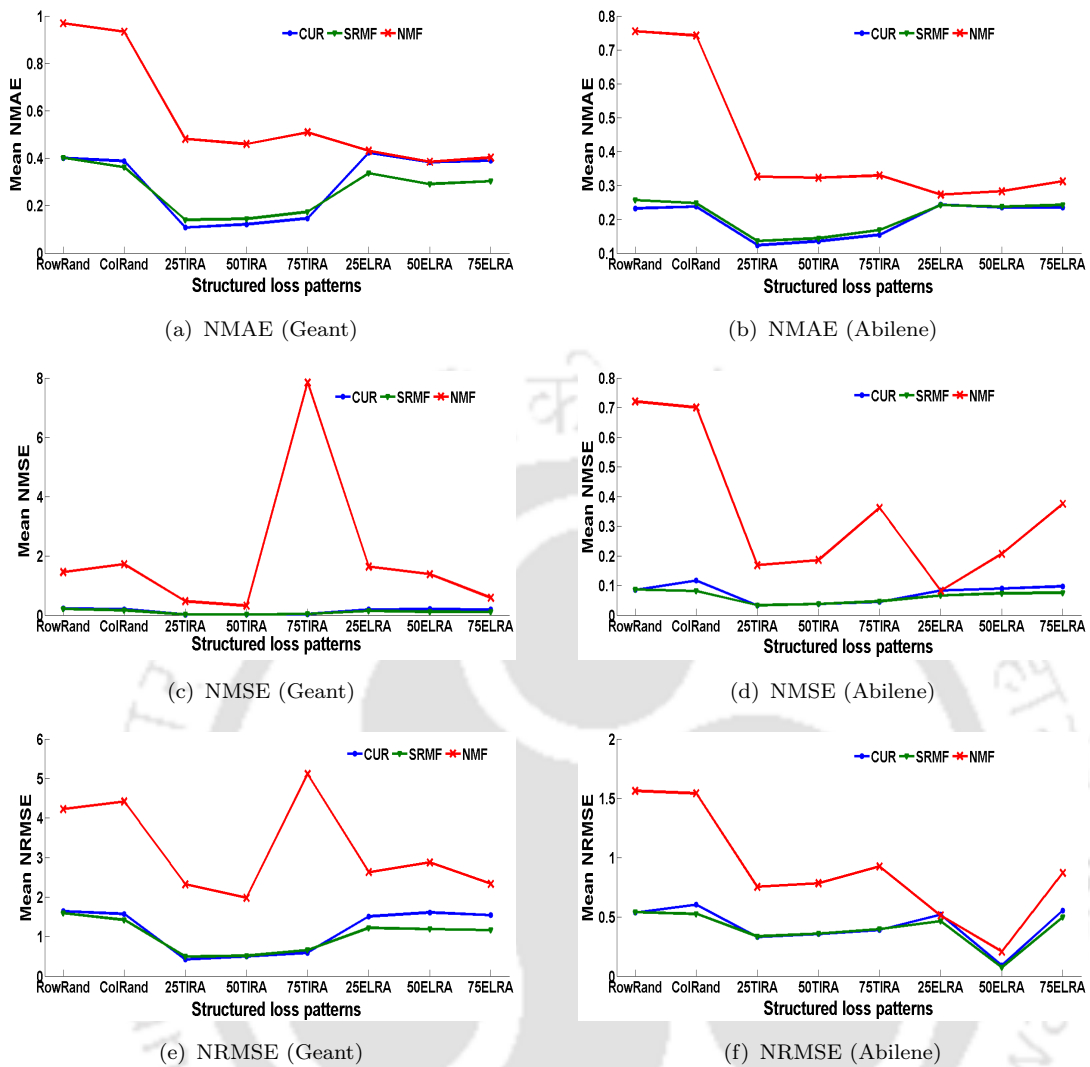 CUR SRMF NMF
Mean NMAE
1
0.8
0.6
0.4
0.2
0
RowRand ColRand 25TIRA 50TIRA 75TIRA 25ELRA 50ELRA 75ELRA
Structured loss patterns
(a) NMAE (Geant)
CUR SRMF NMF
Mean NMAE
0.8
0.7
0.6
0.5
0.4
0.3
0.2
0.1
RowRand ColRand 25TIRA 50TIRA 75TIRA 25ELRA 50ELRA 75ELRA
Structured loss patterns
(b) NMAE (Abilene)
CUR SRMF NMF
Mean NMSE
8
6
4
2
0
RowRand ColRand 25TIRA 50TIRA 75TIRA 25ELRA 50ELRA 75ELRA
Structured loss patterns
(c) NMSE (Geant)
CUR SRMF NMF
Mean NMSE
0.8
0.7
0.6
0.5
0.4
0.3
0.2
0.1
0
RowRand ColRand 25TIRA 50TIRA 75TIRA 25ELRA 50ELRA 75ELRA
Structured loss patterns
(d) NMSE (Abilene)
CUR SRMF NMF
Mean NRMSE
6
5
4
3
2
1
0
RowRand ColRand 25TIRA 50TIRA 75TIRA 25ELRA 50ELRA 75ELRA
Structured loss patterns
(e) NRMSE (Geant)
CUR SRMF NMF
Mean NRMSE
2
1.5
1
0.5
0
RowRand ColRand 25TIRA 50TIRA 75TIRA 25ELRA 50ELRA 75ELRA
Structured loss patterns
(f) NRMSE (Abilene)